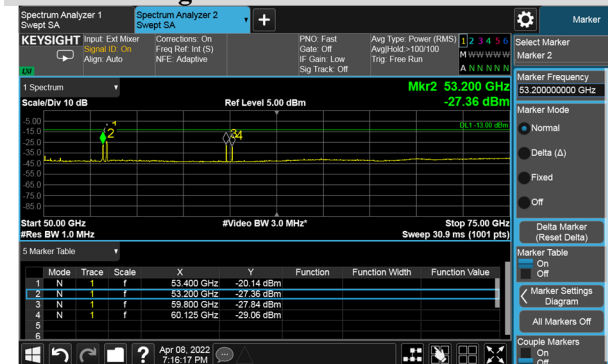 Spectrum Analyzer 1
Swept SA
Spectrum Analyzer 2
Swept SA
+
Marker
KEYSIGHT
Input: Ext Mixer
Signal ID: On
Align: Auto
Corrections: On
Freq Ref: Int (S)
NFE: Adaptive
PNO: Fast
Gate: Off
IF Gain: Low
Sig Track: Off
Avg Type: Power (RMS)
Avg|Hold:>100/100
Trig: Free Run
1 2 3 4 5 6
M W W W W W
A N N N N N
LXI
Select Marker
Marker 2
1 Spectrum
Scale/Div 10 dB
Ref Level 5.00 dBm
Mkr2 53.200 GHz
-27.36 dBm
Marker Frequency
53.200000000 GHz
Marker Mode
Normal
Delta (Δ)
Fixed
Off
-5.00
-15.0
-25.0
-35.0
-45.0
-55.0
-65.0
-75.0
-85.0
1
2
3
4
DL1 -13.00 dBm
Start 50.00 GHz
#Res BW 1.0 MHz
#Video BW 3.0 MHz*
Stop 75.00 GHz
Sweep 30.9 ms (1001 pts)
Delta Marker
(Reset Delta)
Marker Table
On
Off
Marker Settings
Diagram
All Markers Off
Couple Markers
On
Off
5 Marker Table
Mode Trace Scale X Y Function Function Width Function Value
1 N 1 f 53.400 GHz -20.14 dBm
2 N 1 f 53.200 GHz -27.36 dBm
3 N 1 f 59.800 GHz -27.84 dBm
4 N 1 f 60.125 GHz -29.06 dBm
5
6
?
Apr 08, 2022
7:16:17 PM